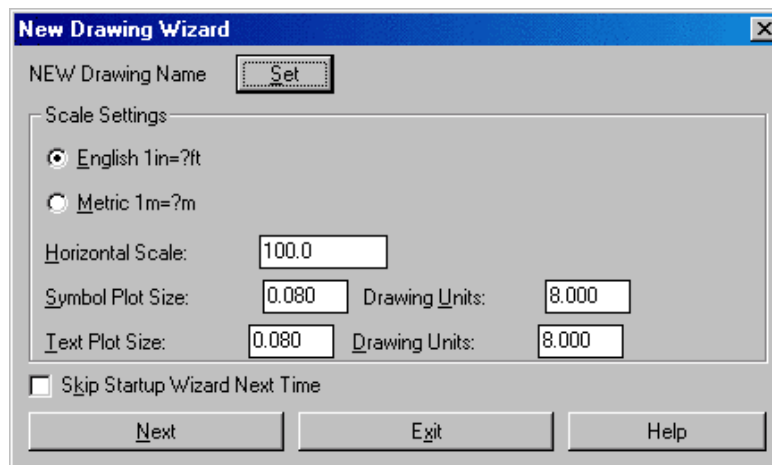 New Drawing Wizard
NEW Drawing Name Set
Scale Settings
English 1in=?ft
Metric 1m=?m
Horizontal Scale: 100.0
Symbol Plot Size: 0.080 Drawing Units: 8.000
Text Plot Size: 0.080 Drawing Units: 8.000
Skip Startup Wizard Next Time
Next Exit Help